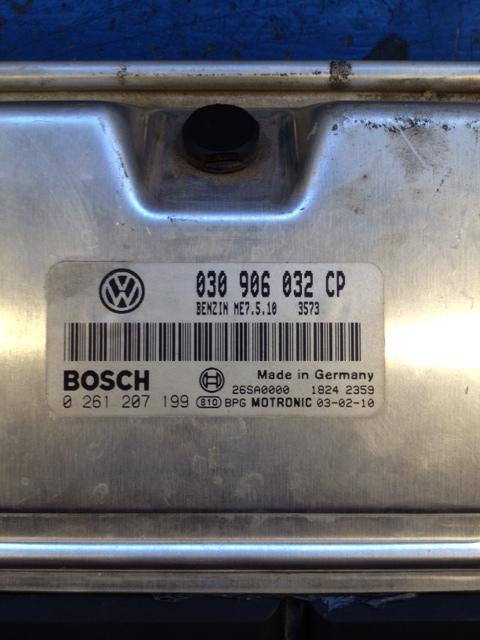 030 906 032 CP
BENZIN ME7.5.10 3573
BOSCH
Made in Germany
26SA0000 1824 2359
0 261 207 199 810 BPG MOTRONIC 03-02-10